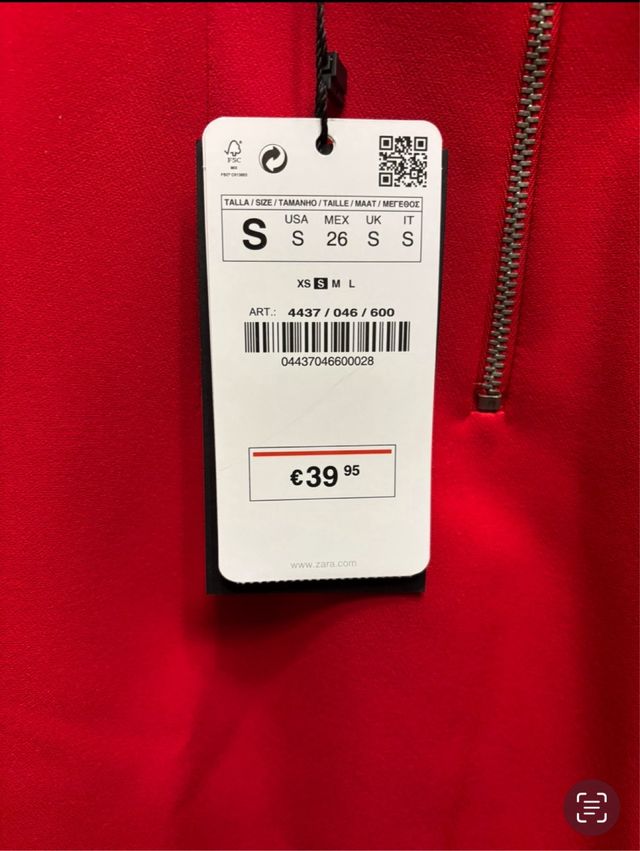 FSC
MIX
TALLA / SIZE / TAMANHO / TAILLE / MAAT / ΜΕΓΕΘΟΣ
S
USA MEX UK IT
S 26 S S
XS S M L
ART.: 4437 / 046 / 600
04437046600028
€39 95
www.zara.com